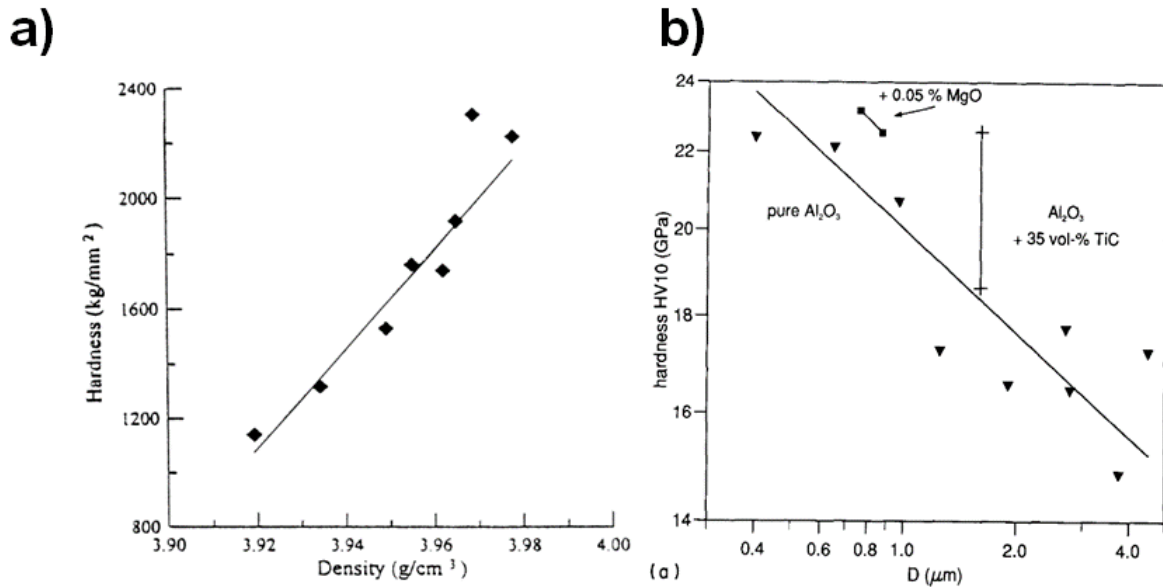 a)
2400
2000
1600
1200
800
Hardness (kg/mm²)
3.90 3.92 3.94 3.96 3.98 4.00
Density (g/cm³)
b)
24
22
20
18
16
14
hardness HV10 (GPa)
+ 0.05 % MgO
pure Al₂O₃
Al₂O₃
+ 35 vol-% TiC
0.4 0.6 0.8 1.0 2.0 4.0
(a) D (μm)